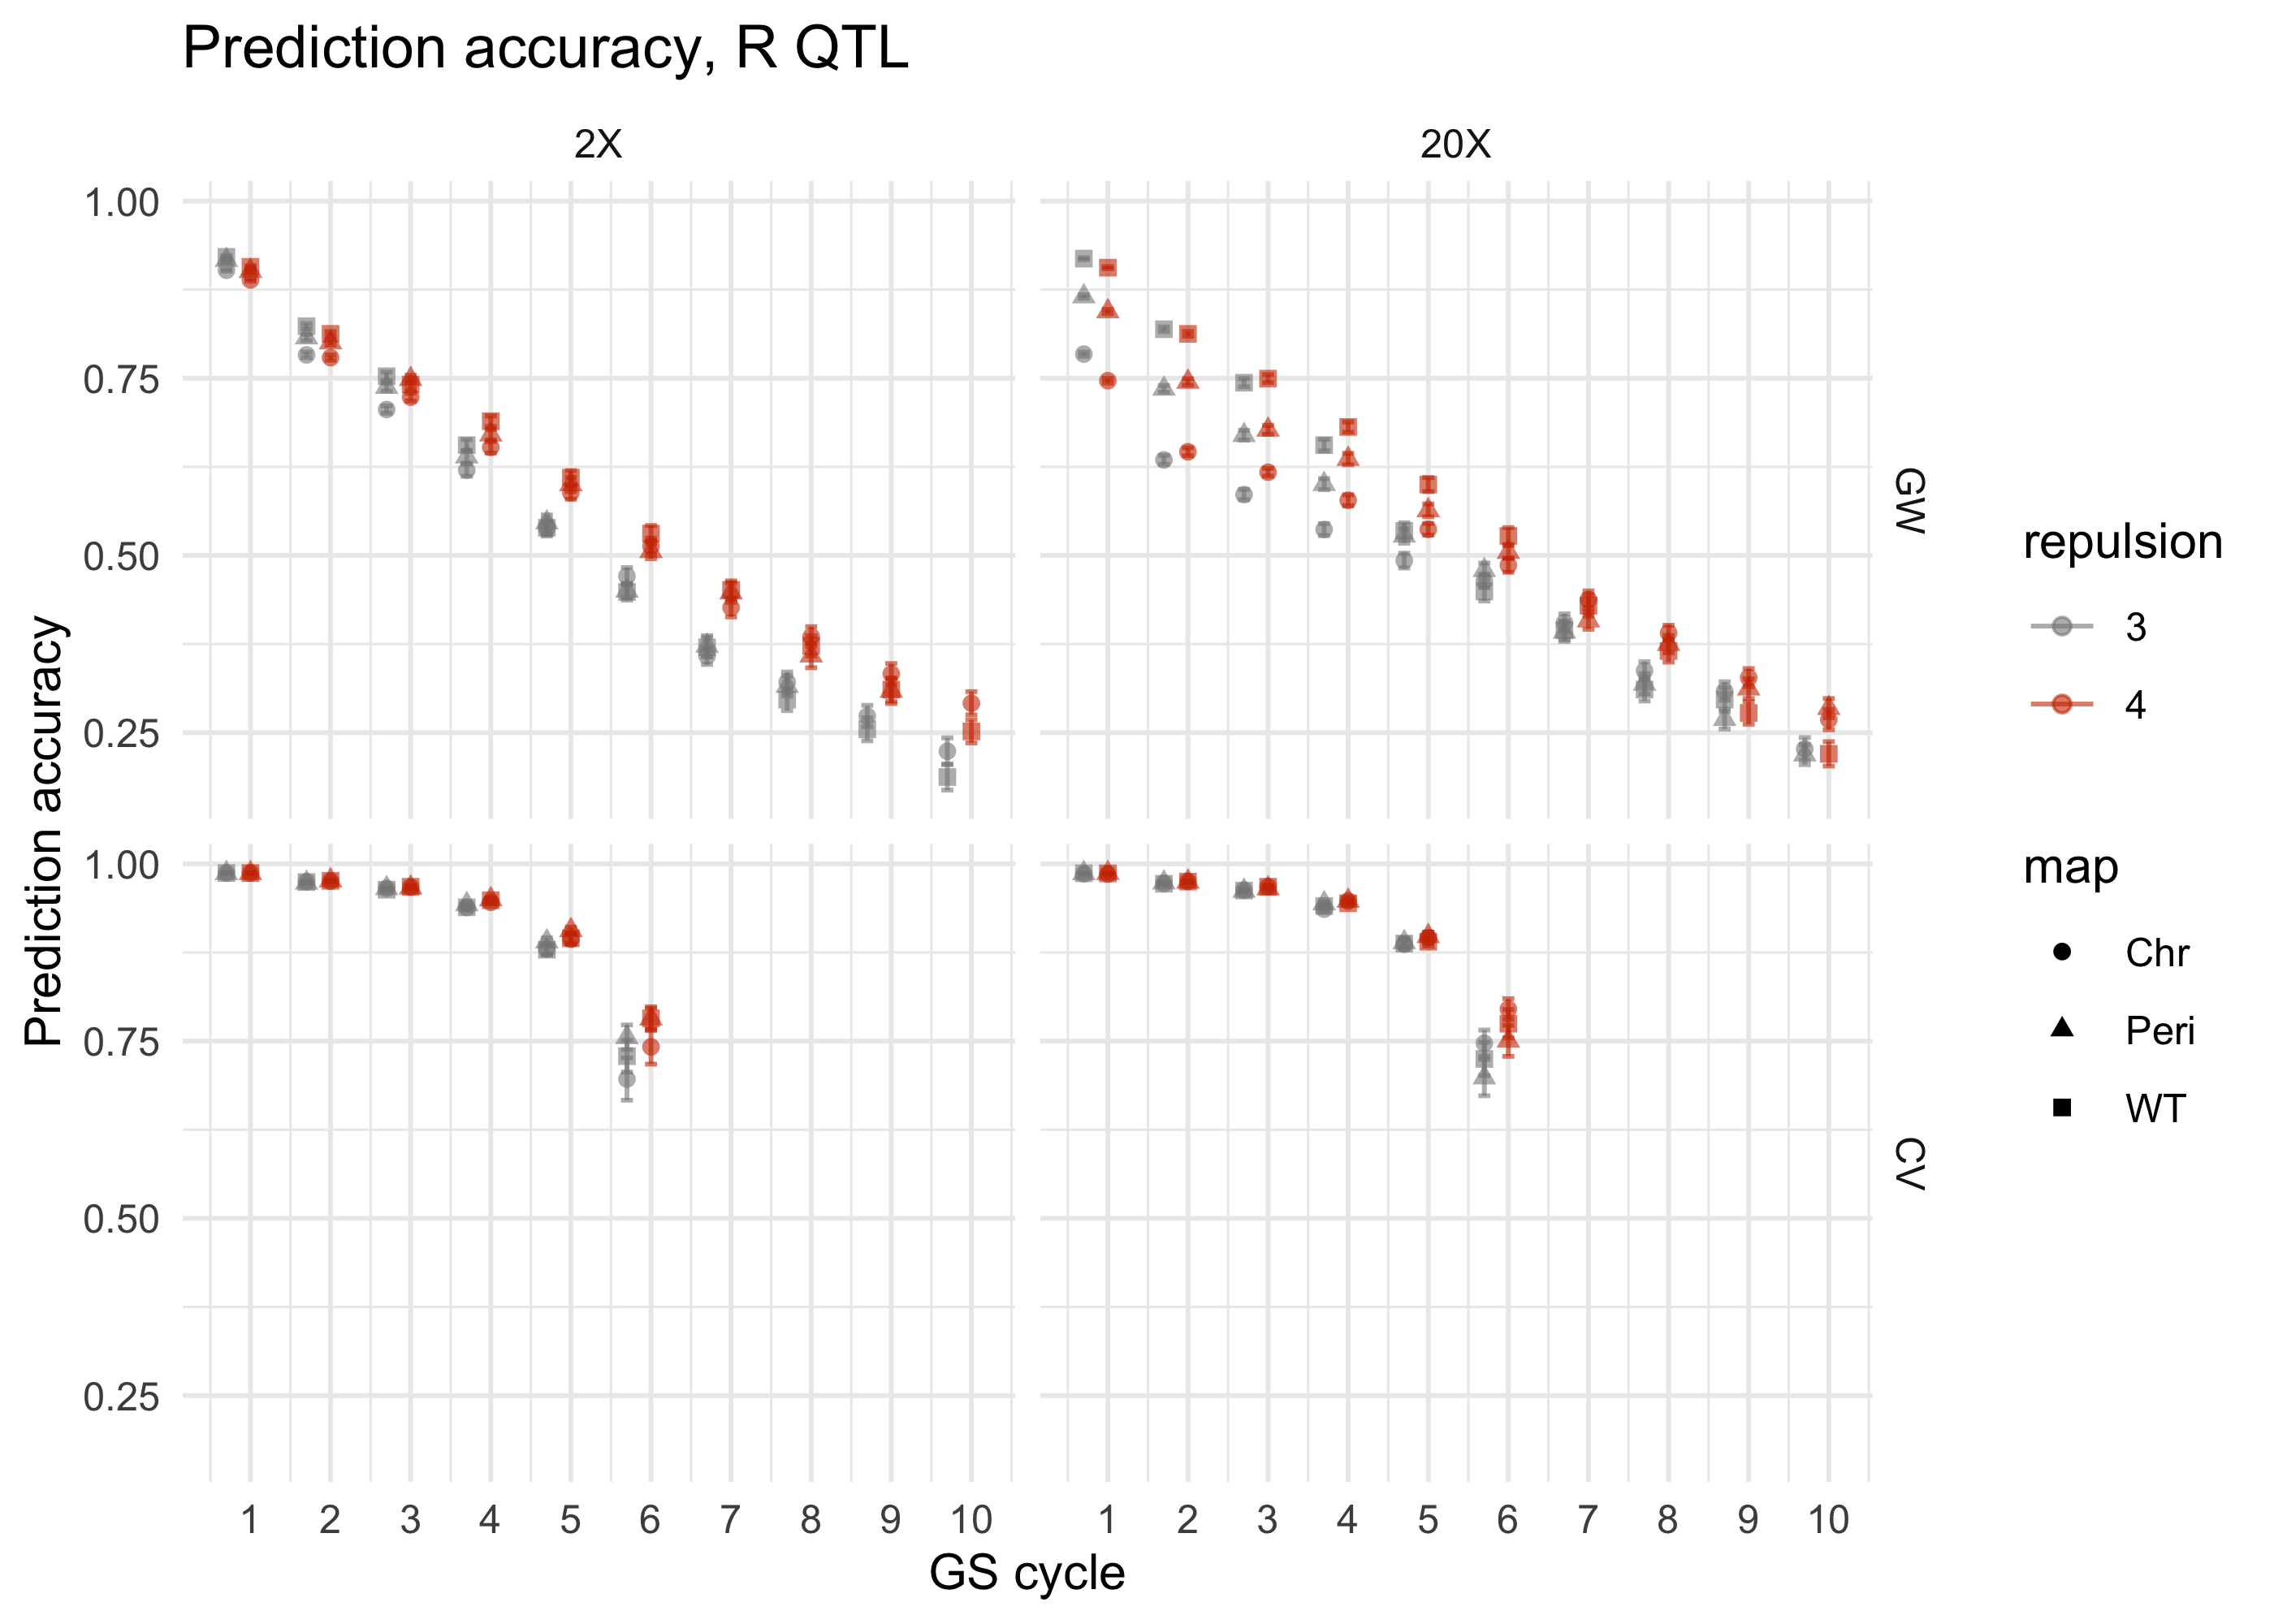 Prediction accuracy, R QTL
2X
20X
1.00
0.75
0.50
0.25
GW
1.00
0.75
0.50
0.25
CV
Prediction accuracy
1 2 3 4 5 6 7 8 9 10
1 2 3 4 5 6 7 8 9 10
GS cycle
repulsion
3
4
map
Chr
Peri
WT